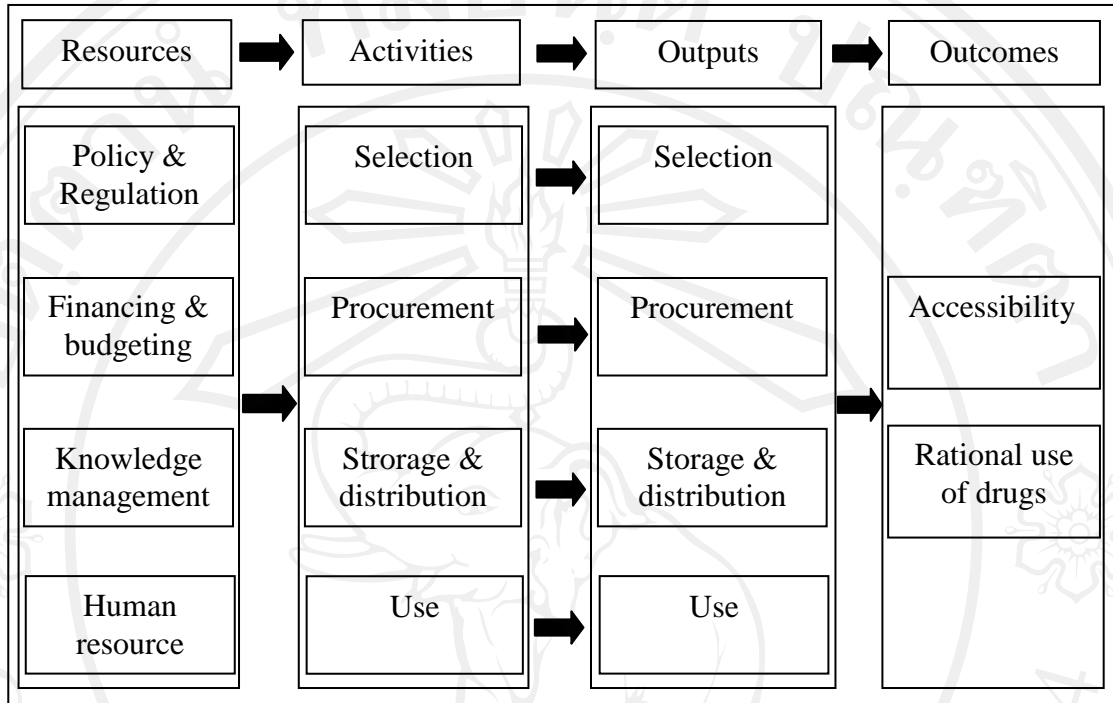 Resources
Activities
Outputs
Outcomes
Policy &
Regulation
Selection
Selection
Financing &
budgeting
Procurement
Procurement
Accessibility
Knowledge
management
Strorage &
distribution
Storage &
distribution
Rational use
of drugs
Human
resource
Use
Use